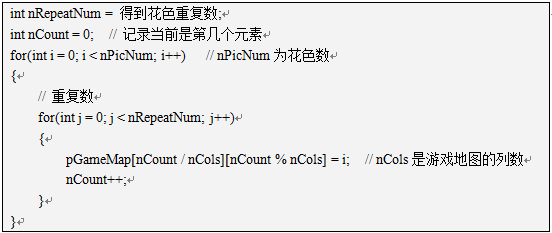 int nRepeatNum = 得到花色重复数;
int nCount = 0; // 记录当前是第几个元素
for(int i = 0; i < nPicNum; i++) // nPicNum 为花色数
{
// 重复数
for(int j = 0; j < nRepeatNum; j++)
{
pGameMap[nCount / nCols][nCount % nCols] = i; // nCols 是游戏地图的列数
nCount++;
}
}